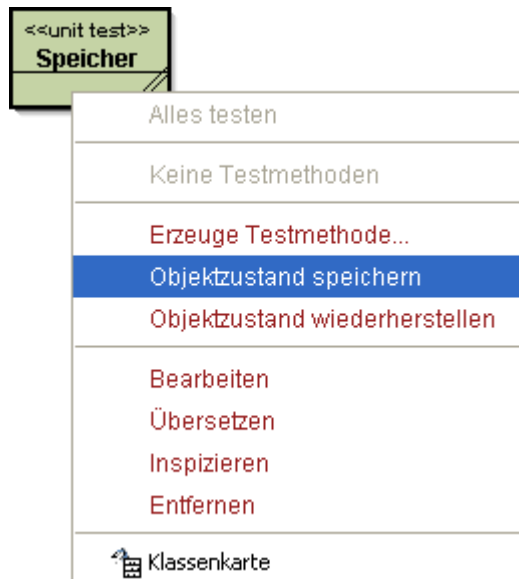 <<unit test>>
Speicher
Alles testen
Keine Testmethoden
Erzeuge Testmethode...
Objektzustand speichern
Objektzustand wiederherstellen
Bearbeiten
Übersetzen
Inspizieren
Entfernen
Klassenkarte